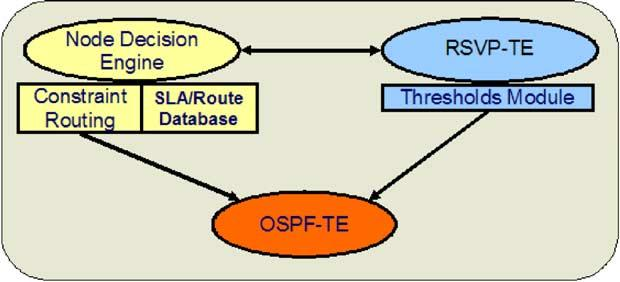 Node Decision
Engine
RSVP-TE
Constraint
Routing
SLA/Route
Database
Thresholds Module
OSPF-TE